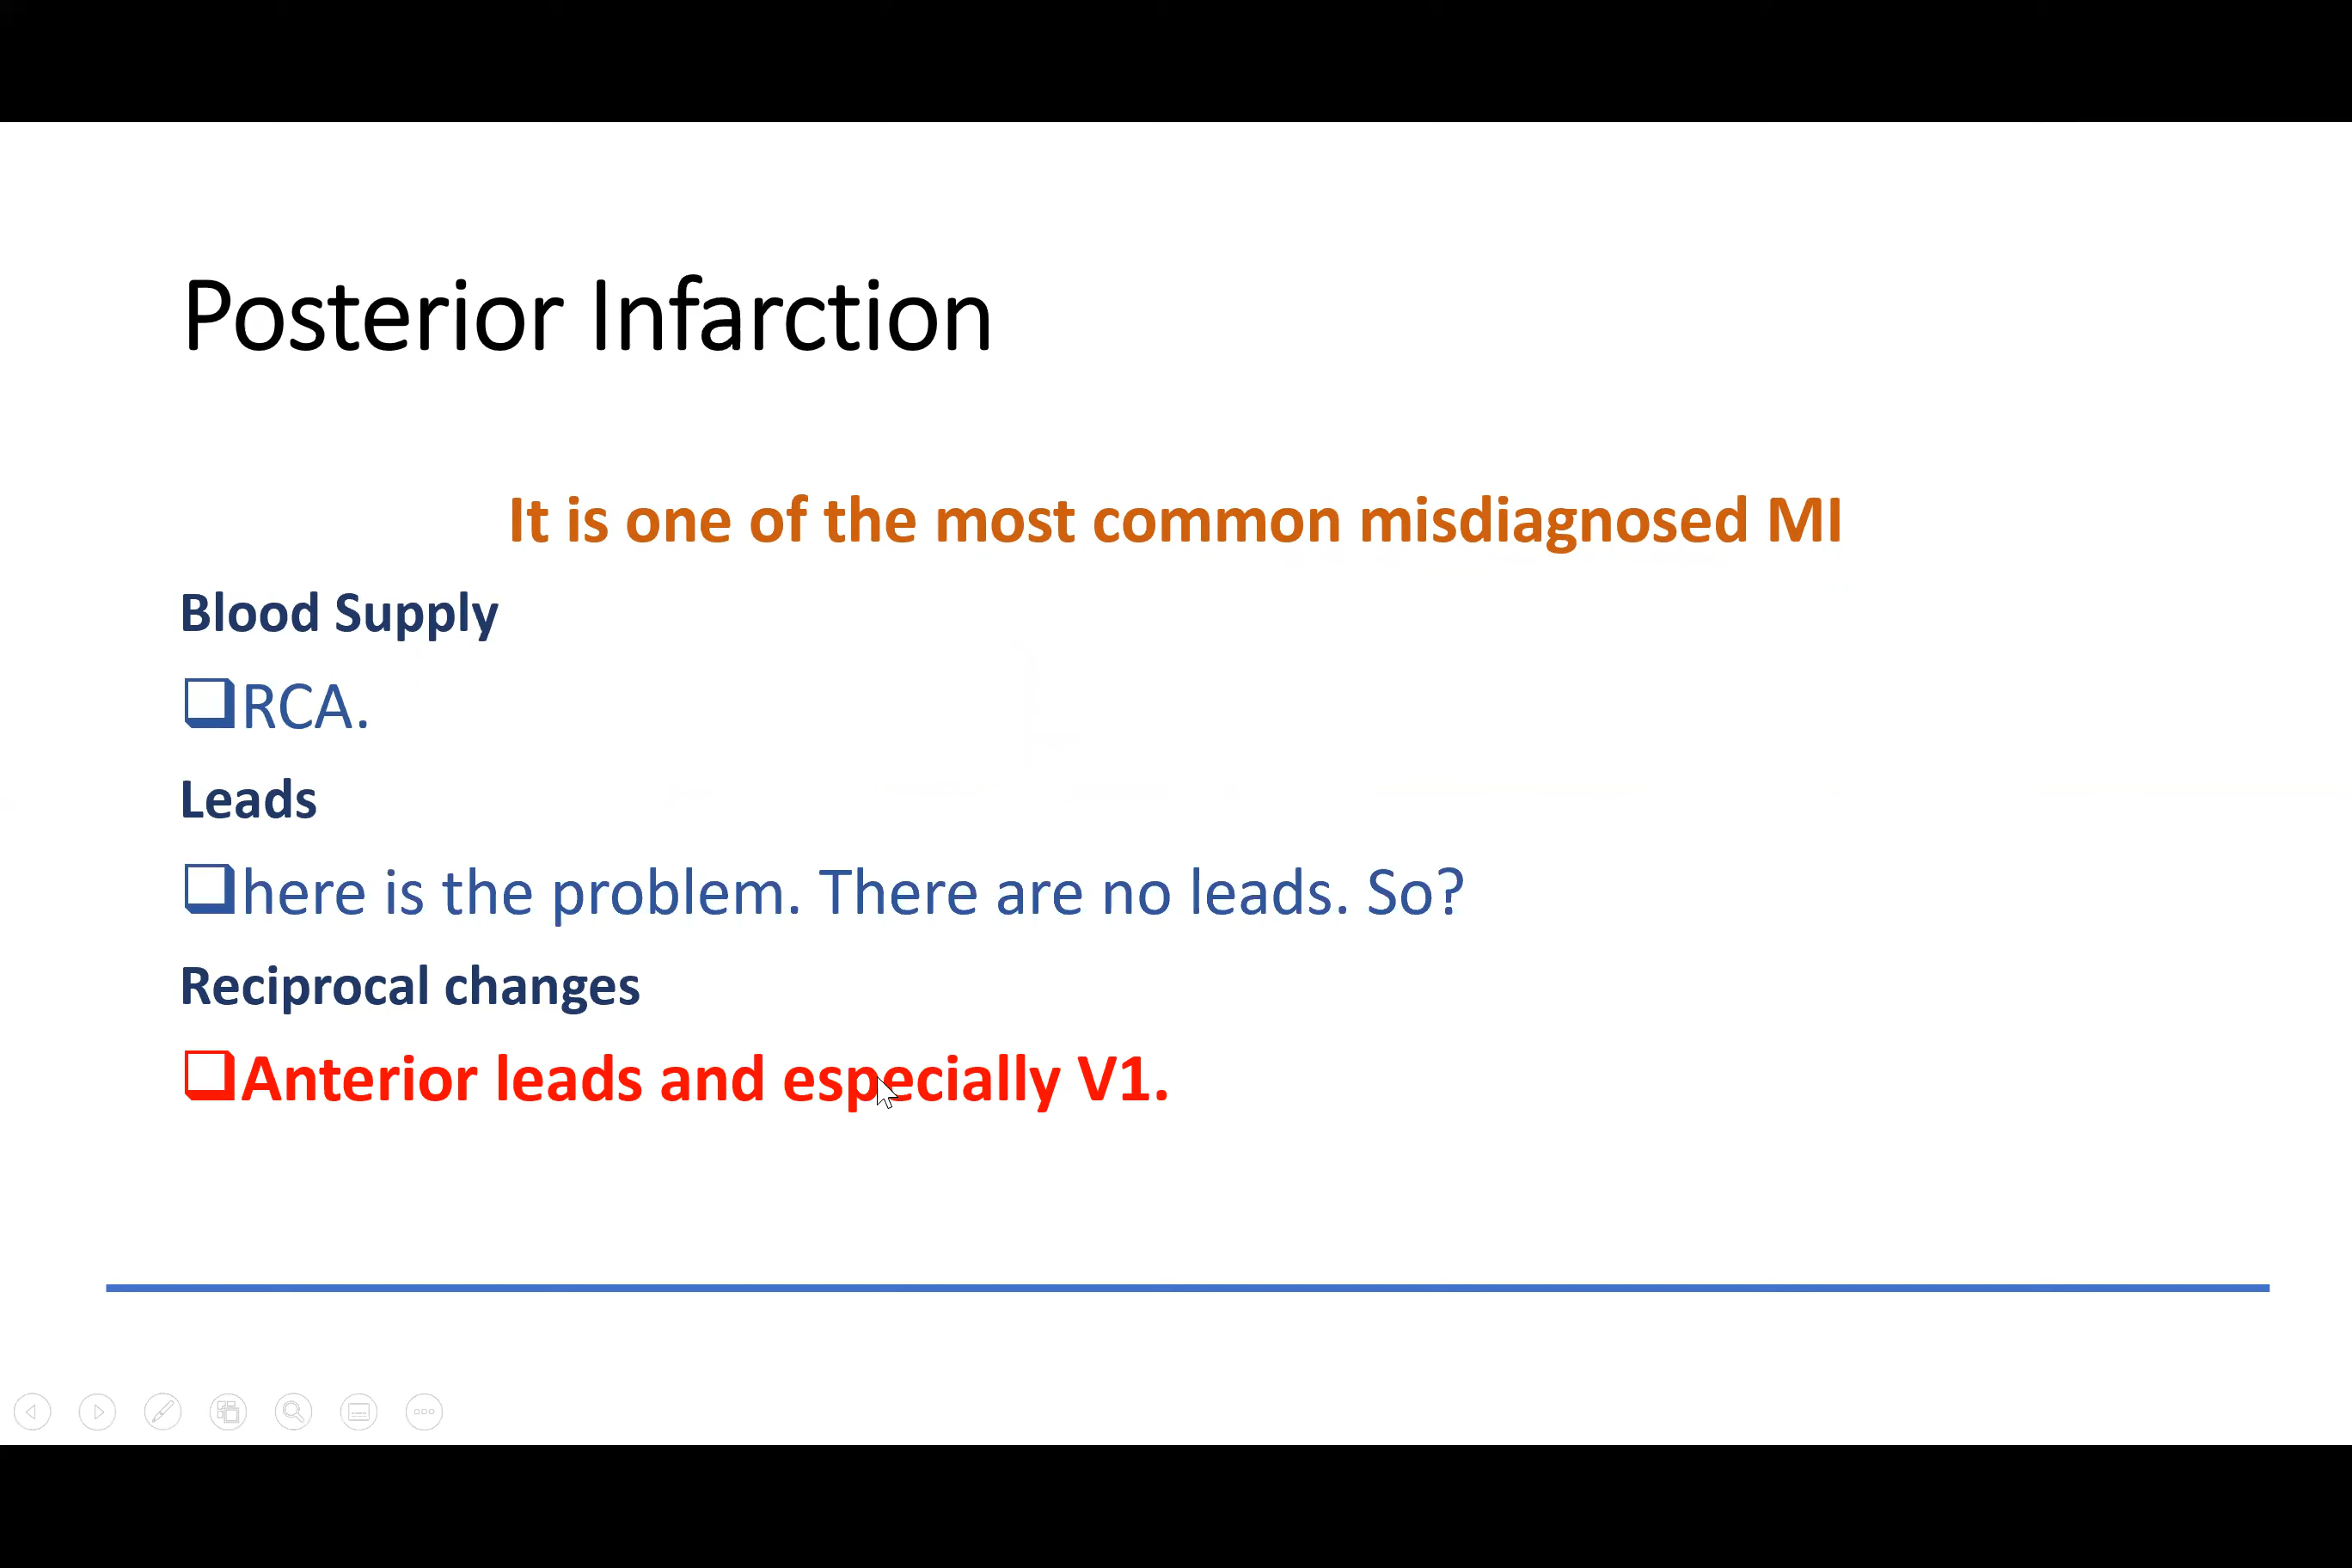 Posterior Infarction
It is one of the most common misdiagnosed MI
Blood Supply
RCA.
Leads
here is the problem. There are no leads. So?
Reciprocal changes
Anterior leads and especially V1.